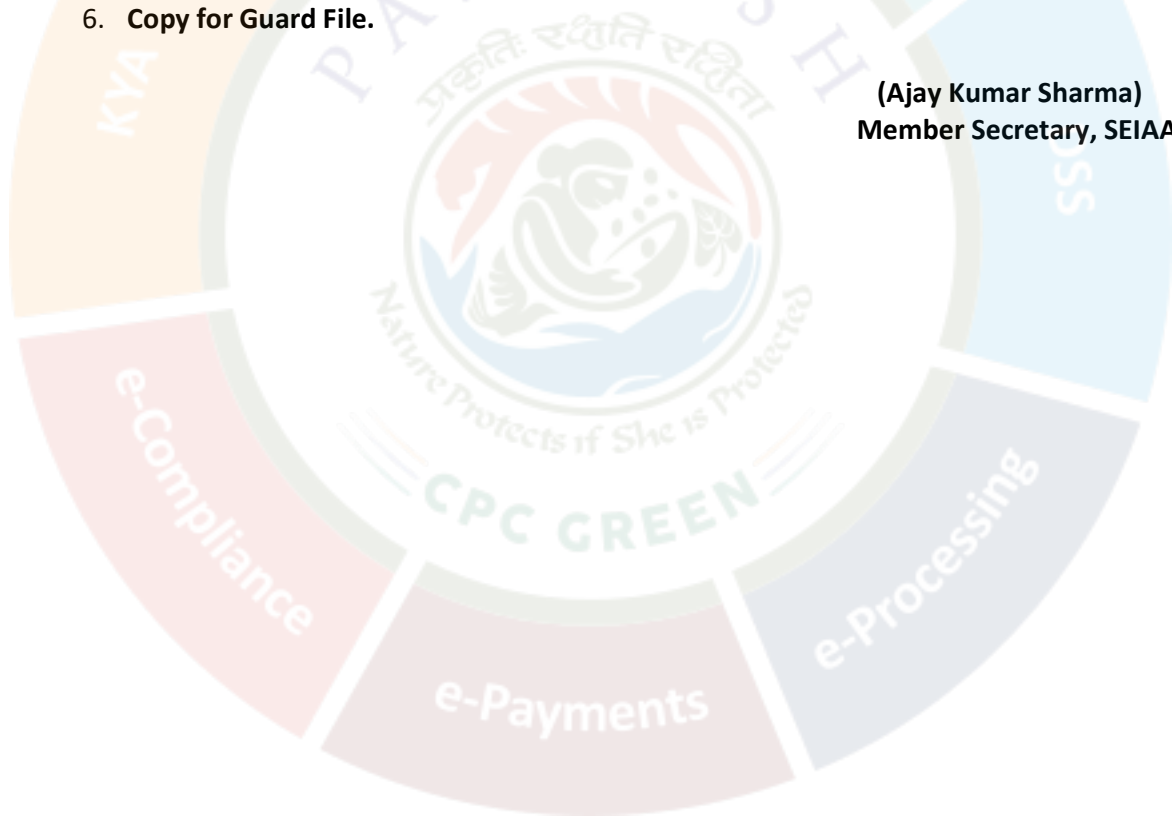 6. Copy for Guard File.
(Ajay Kumar Sharma)
Member Secretary, SEIAA
KYA
SSC
प्रकृतिः रक्षति रक्षिता
Nature Protects if She is Protected
CPC GREEN
e-Compliance
e-Payments
e-Processing